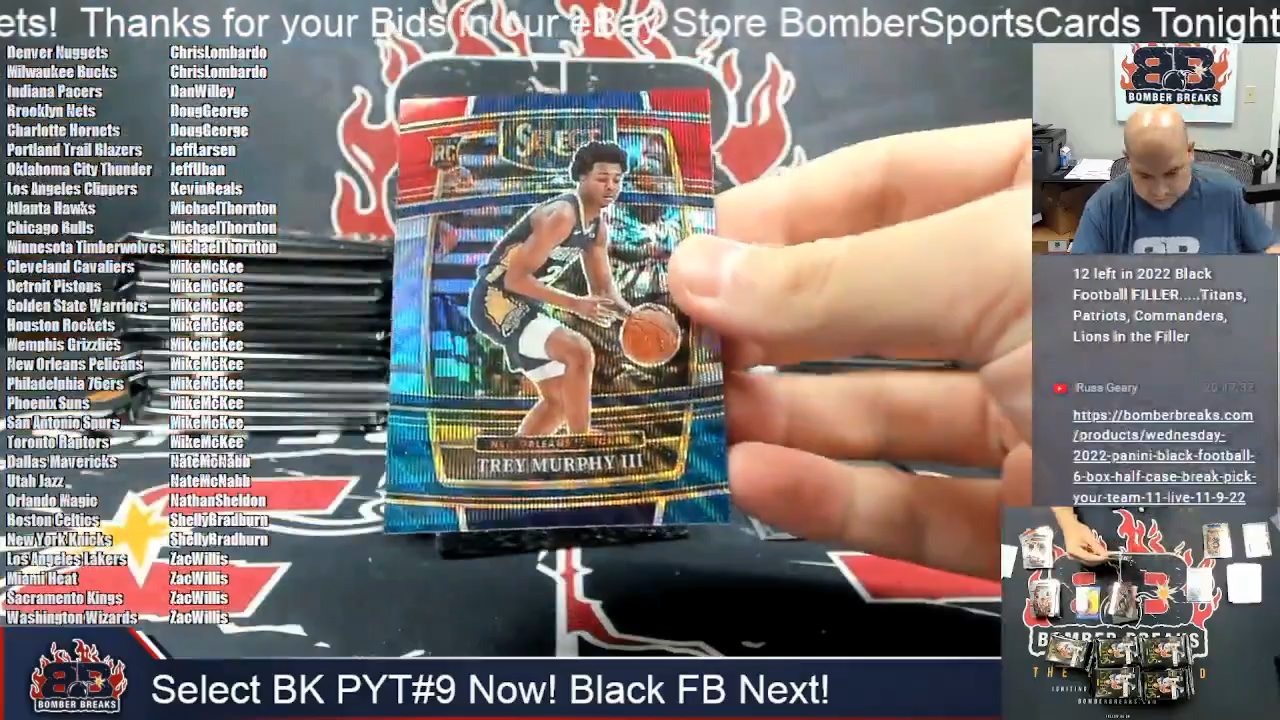 ets! Thanks for your Bids in our eBay Store BomberSportsCards Tonight
Denver Nuggets ChrisLombardo
Milwaukee Bucks ChrisLombardo
Indiana Pacers DanWilley
Brooklyn Nets DougGeorge
Charlotte Hornets DougGeorge
Portland Trail Blazers JeffLarsen
Oklahoma City Thunder JeffUban
Los Angeles Clippers KevinBeals
Atlanta Hawks MichaelThornton
Chicago Bulls MichaelThornton
Minnesota Timberwolves MichaelThornton
Cleveland Cavaliers MikeMcKee
Detroit Pistons MikeMcKee
Golden State Warriors MikeMcKee
Houston Rockets MikeMcKee
Memphis Grizzlies MikeMcKee
New Orleans Pelicans MikeMcKee
Philadelphia 76ers MikeMcKee
Phoenix Suns MikeMcKee
San Antonio Spurs MikeMcKee
Toronto Raptors MikeMcKee
Dallas Mavericks NateMcNabb
Utah Jazz NateMcNabb
Orlando Magic NathanSheldon
Boston Celtics ShellyBradburn
New York Knicks ShellyBradburn
Los Angeles Lakers ZacWillis
Miami Heat ZacWillis
Sacramento Kings ZacWillis
Washington Wizards ZacWillis
RC
SELECT
TREY MURPHY III
BOMBER BREAKS
12 left in 2022 Black
Football FILLER.....Titans,
Patriots, Commanders,
Lions in the Filler
Russ Geary
https://bomberbreaks.com
/products/wednesday-
2022-panini-black-football-
6-box-half-case-break-pick-
your-team-11-live-11-9-22
BOMBER BREAKS
BOMBERBREAKS.COM
BOMBER BREAKS
Select BK PYT#9 Now! Black FB Next!